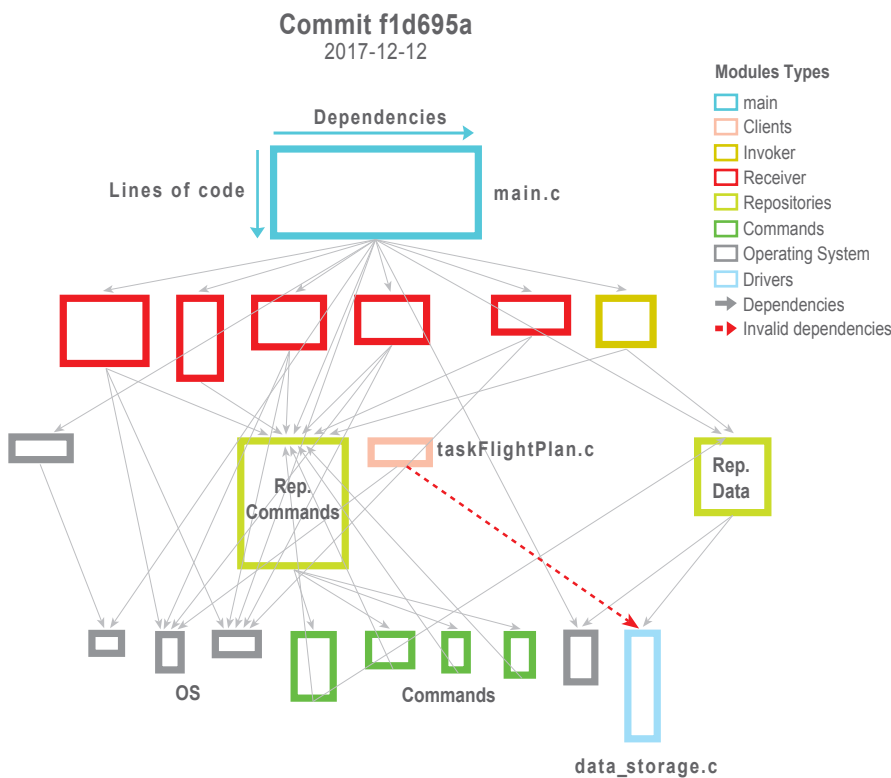 Commit f1d695a
2017-12-12
Modules Types
main
Clients
Invoker
Receiver
Repositories
Commands
Operating System
Drivers
Dependencies
Invalid dependencies
Dependencies
Lines of code
main.c
taskFlightPlan.c
Rep.
Commands
Rep.
Data
OS
Commands
data_storage.c